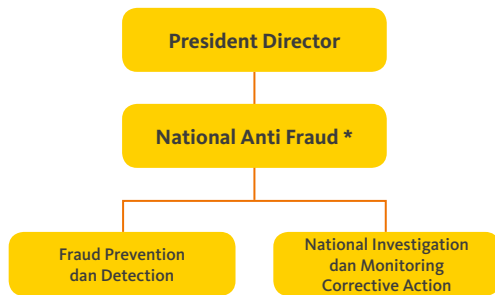 President Director
National Anti Fraud *
Fraud Prevention
dan Detection
National Investigation
dan Monitoring
Corrective Action